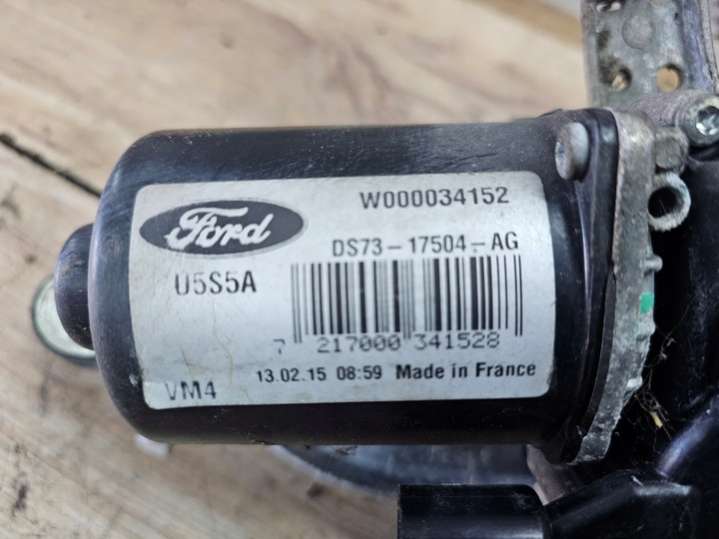 W000034152
Ford
DS73-17504-AG
U5S5A
7 217000 341528
13.02.15 08:59 Made in France
VM4